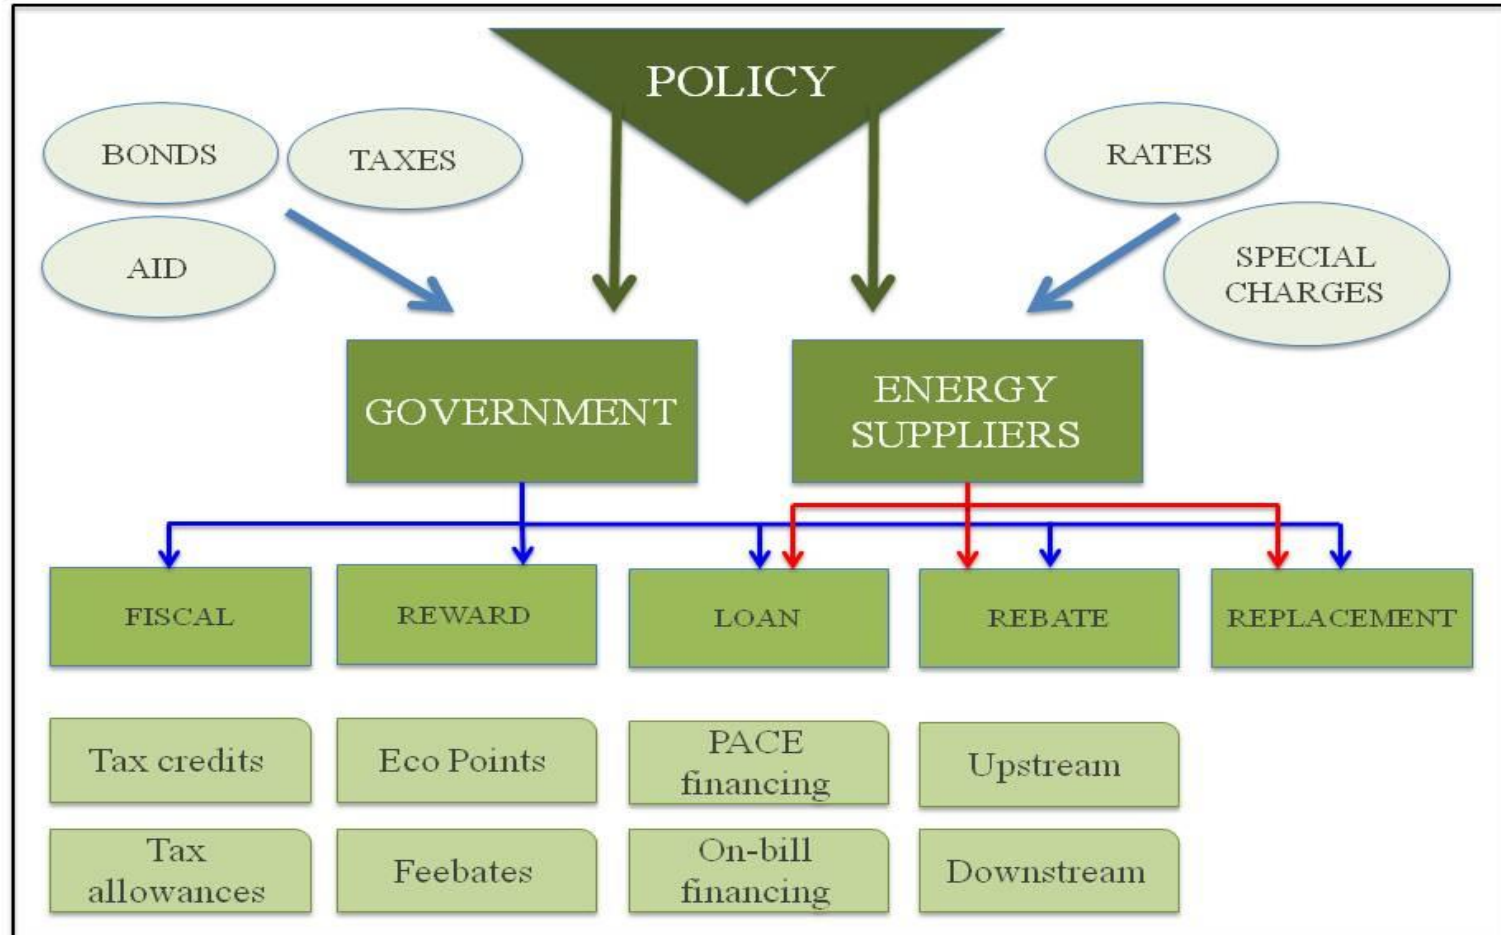 POLICY
BONDS
TAXES
AID
RATES
SPECIAL
CHARGES
GOVERNMENT
ENERGY
SUPPLIERS
FISCAL
REWARD
LOAN
REBATE
REPLACEMENT
Tax credits
Eco Points
PACE
financing
Upstream
Tax
allowances
Feebates
On-bill
financing
Downstream